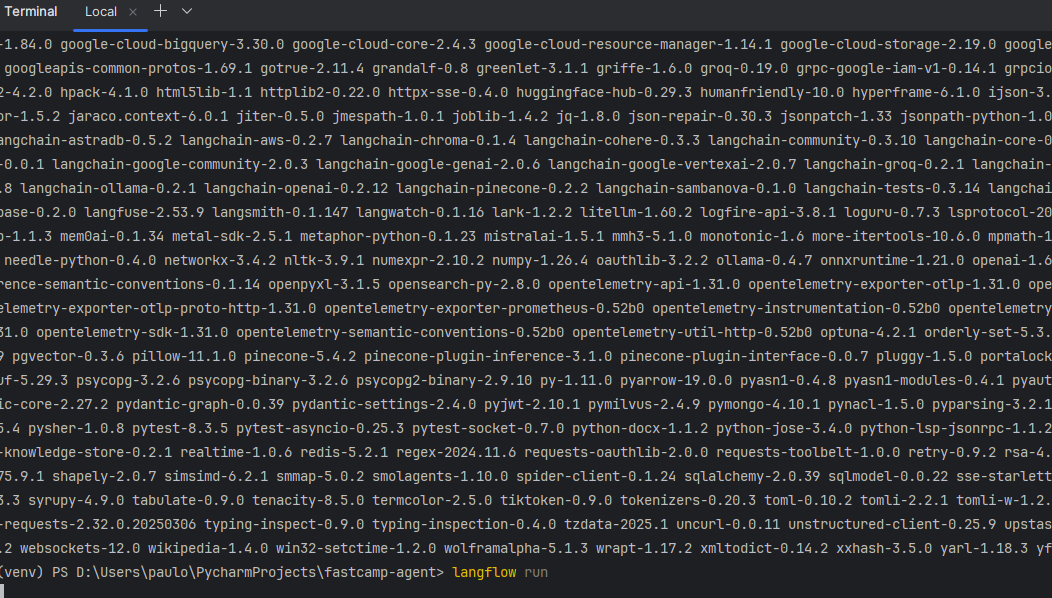 Terminal Local
-1.84.0 google-cloud-bigquery-3.30.0 google-cloud-core-2.4.3 google-cloud-resource-manager-1.14.1 google-cloud-storage-2.19.0 google
googleapis-common-protos-1.69.1 gotrue-2.11.4 grandalf-0.8 greenlet-3.1.1 griffe-1.6.0 groq-0.19.0 grpc-google-iam-v1-0.14.1 grpcio
2-4.2.0 hpack-4.1.0 html5lib-1.1 httplib2-0.22.0 httpx-sse-0.4.0 huggingface-hub-0.29.3 humanfriendly-10.0 hyperframe-6.1.0 ijson-3.
or-1.5.2 jaraco.context-6.0.1 jiter-0.5.0 jmespath-1.0.1 joblib-1.4.2 jq-1.8.0 json-repair-0.30.3 jsonpatch-1.33 jsonpath-python-1.0
angchain-astradb-0.5.2 langchain-aws-0.2.7 langchain-chroma-0.1.4 langchain-cohere-0.3.3 langchain-community-0.3.10 langchain-core-0
-0.0.1 langchain-google-community-2.0.3 langchain-google-genai-2.0.6 langchain-google-vertexai-2.0.7 langchain-groq-0.2.1 langchain-
.8 langchain-ollama-0.2.1 langchain-openai-0.2.12 langchain-pinecone-0.2.2 langchain-sambanova-0.1.0 langchain-tests-0.3.14 langchai
base-0.2.0 langfuse-2.53.9 langsmith-0.1.147 langwatch-0.1.16 lark-1.2.2 litellm-1.60.2 logfire-api-3.8.1 loguru-0.7.3 lsprotocol-20
p-1.1.3 mem0ai-0.1.34 metal-sdk-2.5.1 metaphor-python-0.1.23 mistralai-1.5.1 mmh3-5.1.0 monotonic-1.6 more-itertools-10.6.0 mpmath-1
needle-python-0.4.0 networkx-3.4.2 nltk-3.9.1 numexpr-2.10.2 numpy-1.26.4 oauthlib-3.2.2 ollama-0.4.7 onnxruntime-1.21.0 openai-1.6
rence-semantic-conventions-0.1.14 openpyxl-3.1.5 opensearch-py-2.8.0 opentelemetry-api-1.31.0 opentelemetry-exporter-otlp-1.31.0 ope
elemetry-exporter-otlp-proto-http-1.31.0 opentelemetry-exporter-prometheus-0.52b0 opentelemetry-instrumentation-0.52b0 opentelemetry
31.0 opentelemetry-sdk-1.31.0 opentelemetry-semantic-conventions-0.52b0 opentelemetry-util-http-0.52b0 optuna-4.2.1 orderly-set-5.3.
9 pgvector-0.3.6 pillow-11.1.0 pinecone-5.4.2 pinecone-plugin-inference-3.1.0 pinecone-plugin-interface-0.0.7 pluggy-1.5.0 portalock
uf-5.29.3 psycopg-3.2.6 psycopg-binary-3.2.6 psycopg2-binary-2.9.10 py-1.11.0 pyarrow-19.0.0 pyasn1-0.4.8 pyasn1-modules-0.4.1 pyaut
ic-core-2.27.2 pydantic-graph-0.0.39 pydantic-settings-2.4.0 pyjwt-2.10.1 pymilvus-2.4.9 pymongo-4.10.1 pynacl-1.5.0 pyparsing-3.2.1
5.4 pysher-1.0.8 pytest-8.3.5 pytest-asyncio-0.25.3 pytest-socket-0.7.0 python-docx-1.1.2 python-jose-3.4.0 python-lsp-jsonrpc-1.1.2
-knowledge-store-0.2.1 realtime-1.0.6 redis-5.2.1 regex-2024.11.6 requests-oauthlib-2.0.0 requests-toolbelt-1.0.0 retry-0.9.2 rsa-4.
75.9.1 shapely-2.0.7 simsimd-6.2.1 smmap-5.0.2 smolagents-1.10.0 spider-client-0.1.24 sqlalchemy-2.0.39 sqlmodel-0.0.22 sse-starlett
3.3 syrupy-4.9.0 tabulate-0.9.0 tenacity-8.5.0 termcolor-2.5.0 tiktoken-0.9.0 tokenizers-0.20.3 toml-0.10.2 tomli-2.2.1 tomli-w-1.2.
-requests-2.32.0.20250306 typing-inspect-0.9.0 typing-inspection-0.4.0 tzdata-2025.1 uncurl-0.0.11 unstructured-client-0.25.9 upstas
.2 websockets-12.0 wikipedia-1.4.0 win32-setctime-1.2.0 wolframalpha-5.1.3 wrapt-1.17.2 xmltodict-0.14.2 xxhash-3.5.0 yarl-1.18.3 yf
(venv) PS D:\Users\paulo\PycharmProjects\fastcamp-agent> langflow run